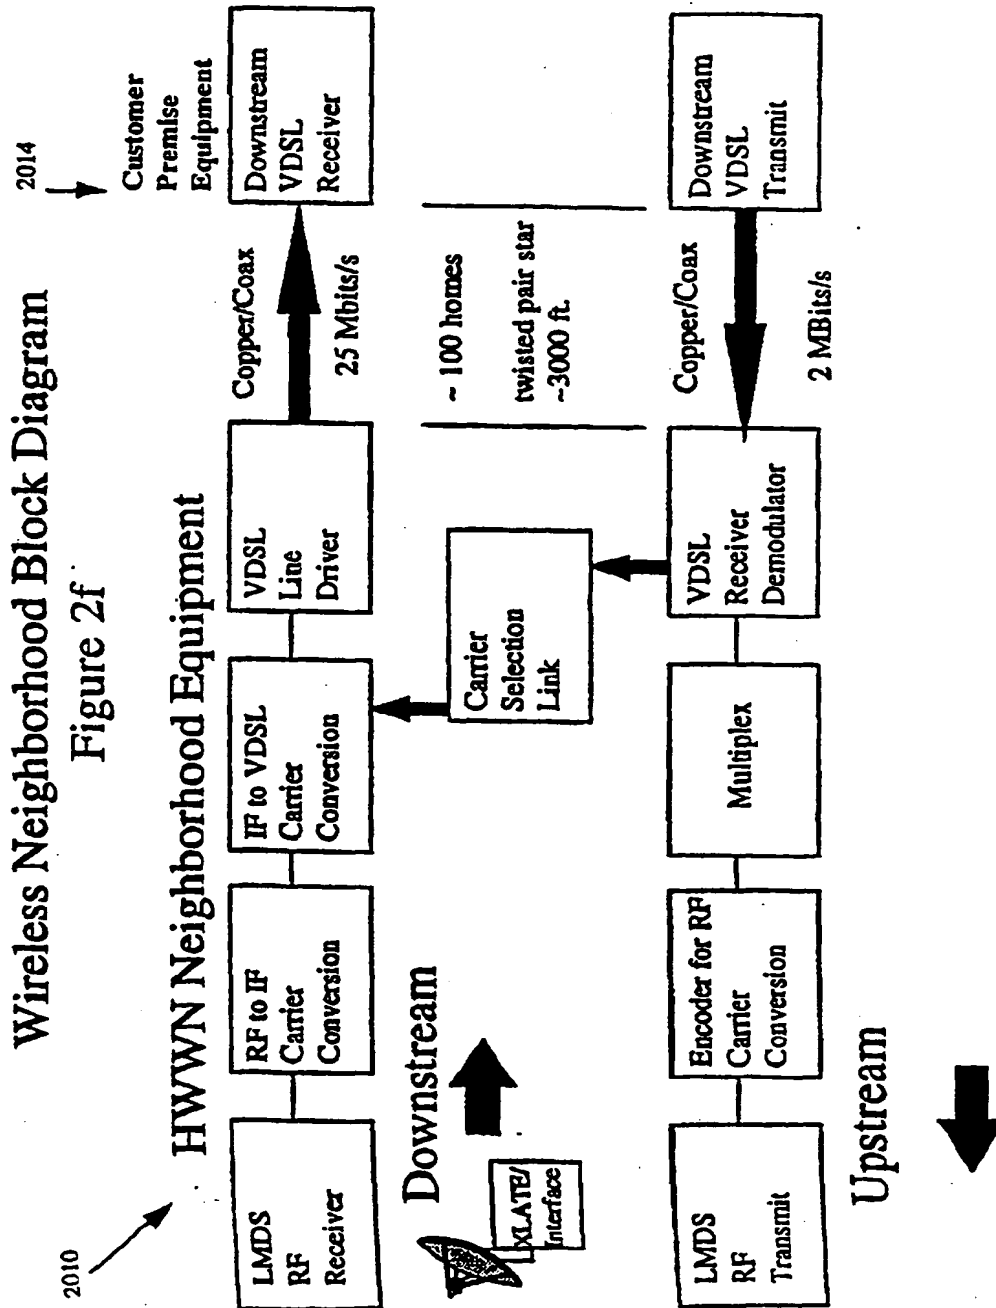 Wireless Neighborhood Block Diagram
Figure 2f
2010
2014
HWWN Neighborhood Equipment
Customer
Premise
Equipment
LMDS
RF
Receiver
RF to IF
Carrier
Conversion
IF to VDSL
Carrier
Conversion
VDSL
Line
Driver
Copper/Coax
25 Mbits/s
Downstream
VDSL
Receiver
Downstream
XLATE/
Interface
Carrier
Selection
Link
~ 100 homes
twisted pair star
~3000 ft.
LMDS
RF
Transmit
Encoder for RF
Carrier
Conversion
Multiplex
VDSL
Receiver
Demodulator
Copper/Coax
2 MBits/s
Downstream
VDSL
Transmit
Upstream